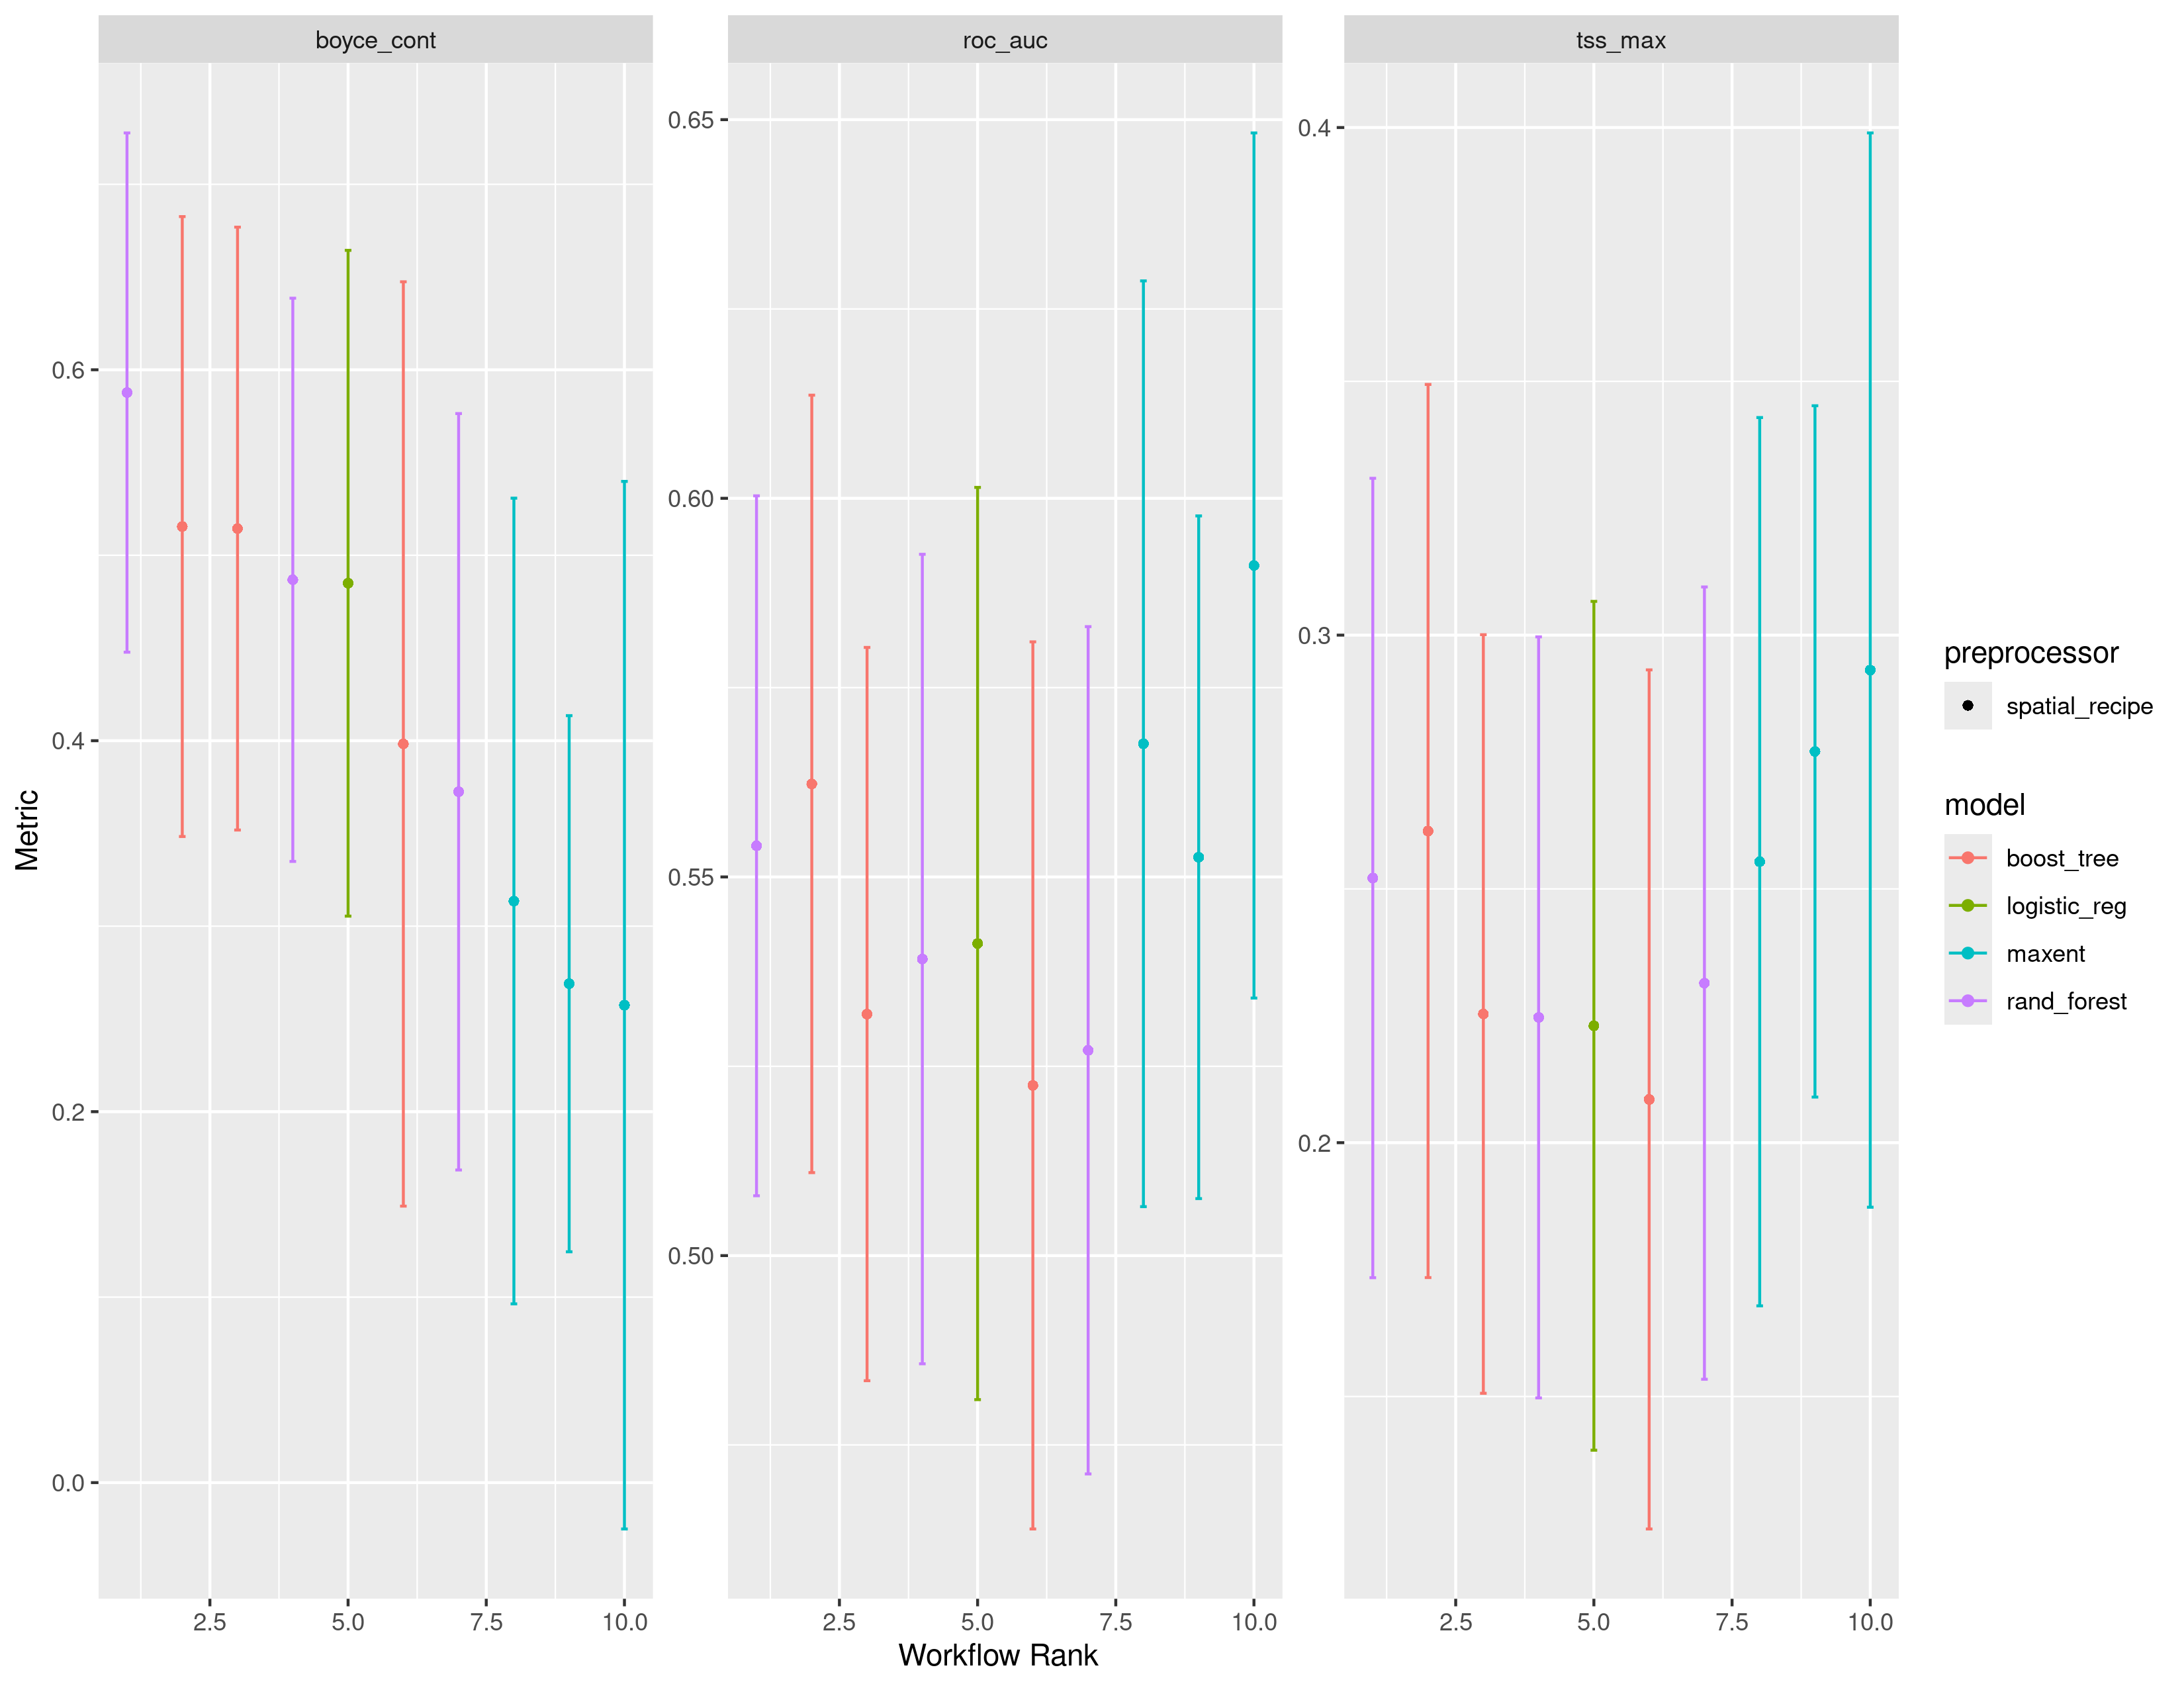 boyce_cont
roc_auc
tss_max
Metric
0.6
0.4
0.2
0.0
0.65
0.60
0.55
0.50
0.4
0.3
0.2
2.5 5.0 7.5 10.0
2.5 5.0 7.5 10.0
2.5 5.0 7.5 10.0
Workflow Rank
preprocessor
spatial_recipe
model
boost_tree
logistic_reg
maxent
rand_forest